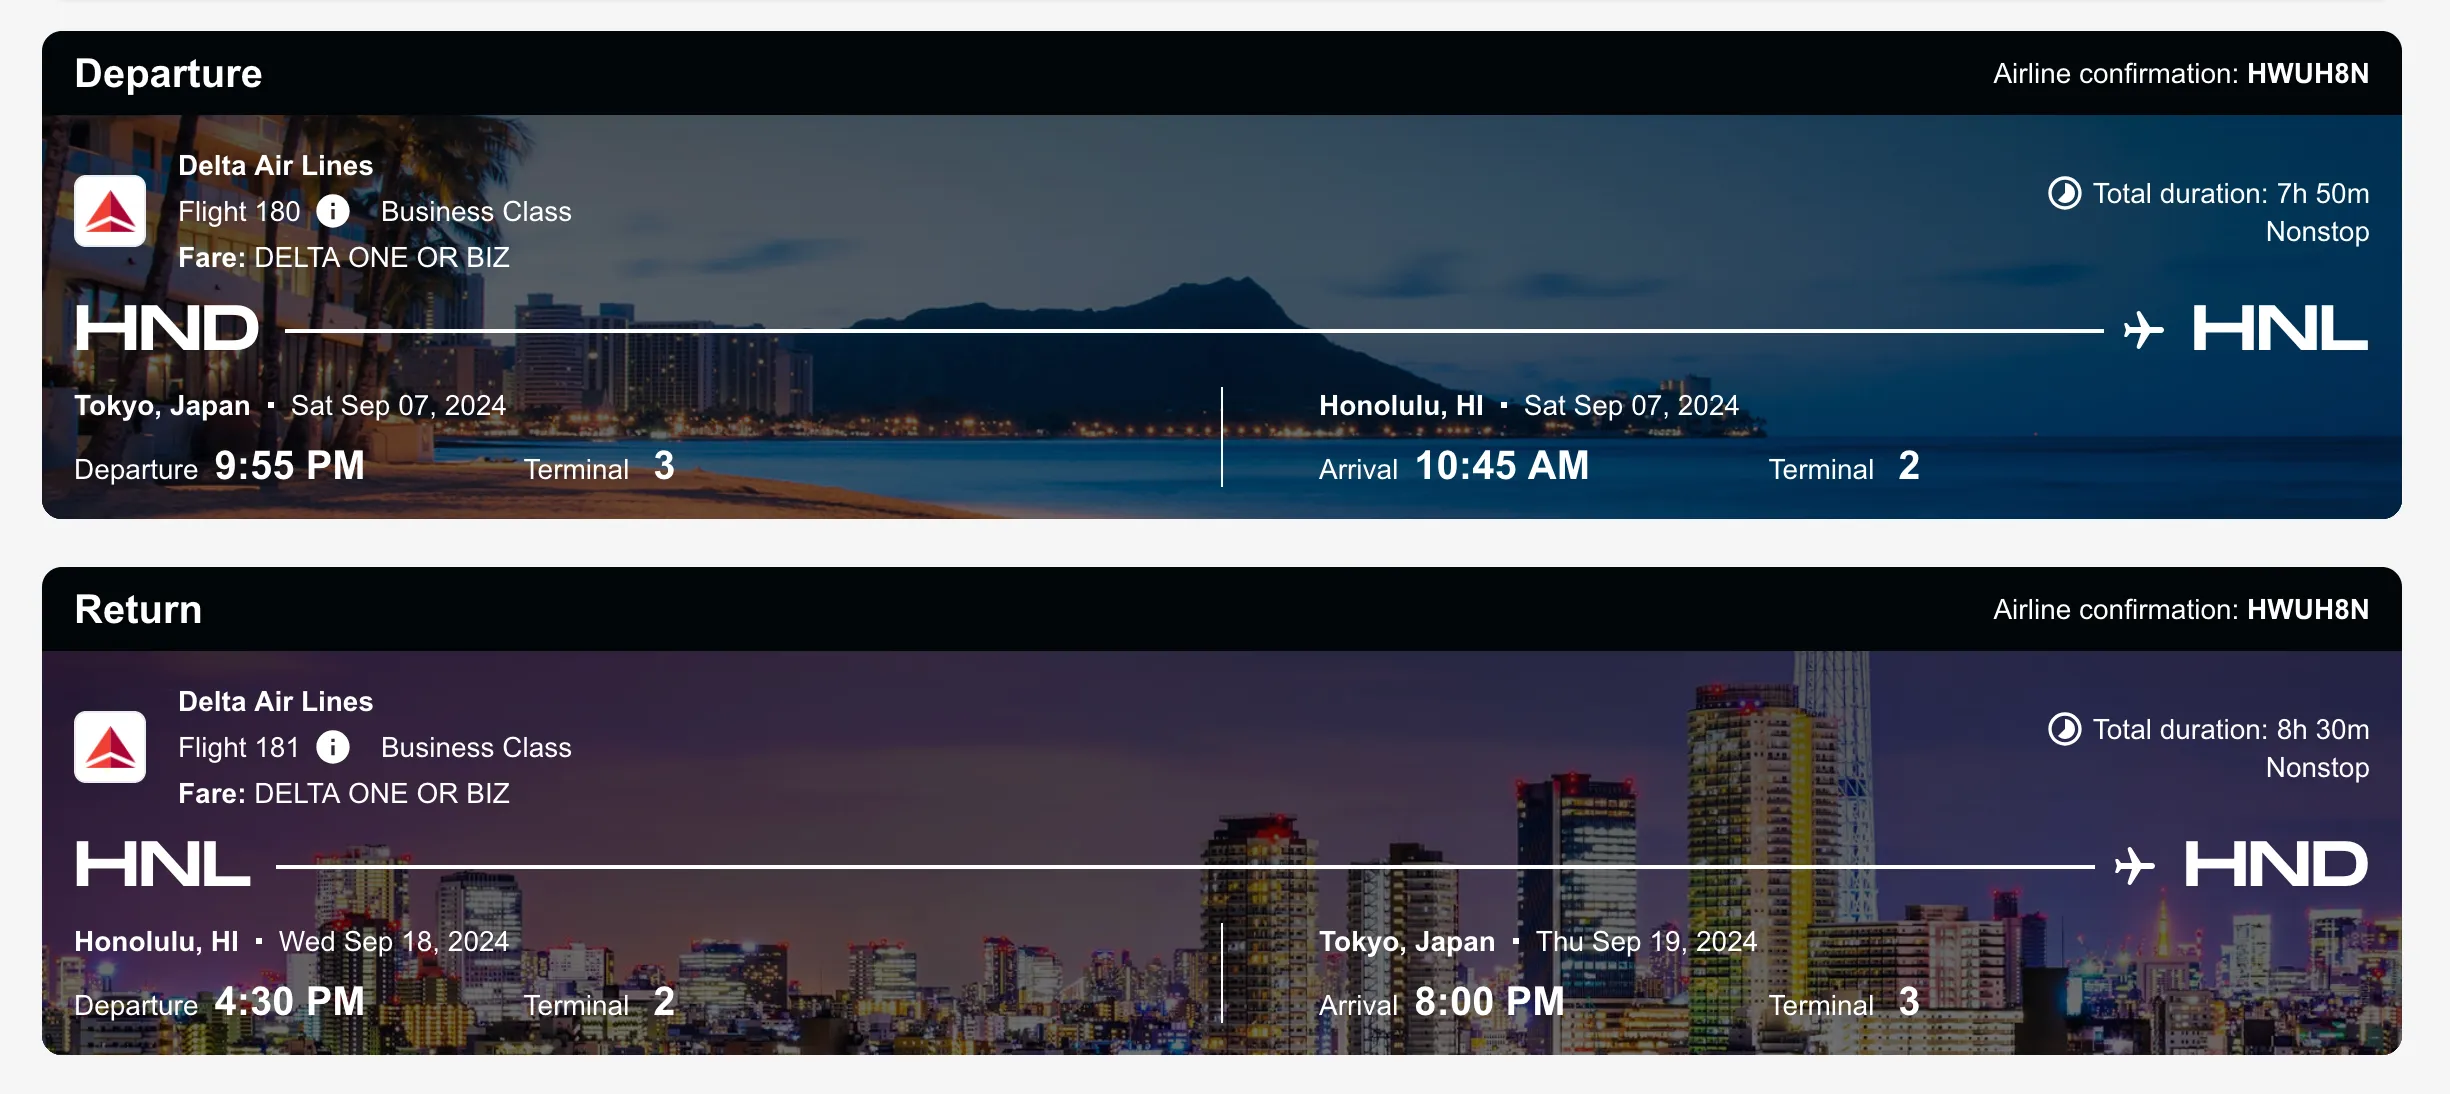 Departure
Airline confirmation: HWUH8N
Delta Air Lines
Flight 180 i Business Class
Fare: DELTA ONE OR BIZ
Total duration: 7h 50m
Nonstop
HND HNL
Tokyo, Japan ▪ Sat Sep 07, 2024
Departure 9:55 PM Terminal 3
Honolulu, HI ▪ Sat Sep 07, 2024
Arrival 10:45 AM Terminal 2
Return
Airline confirmation: HWUH8N
Delta Air Lines
Flight 181 i Business Class
Fare: DELTA ONE OR BIZ
Total duration: 8h 30m
Nonstop
HNL HND
Honolulu, HI ▪ Wed Sep 18, 2024
Departure 4:30 PM Terminal 2
Tokyo, Japan ▪ Thu Sep 19, 2024
Arrival 8:00 PM Terminal 3